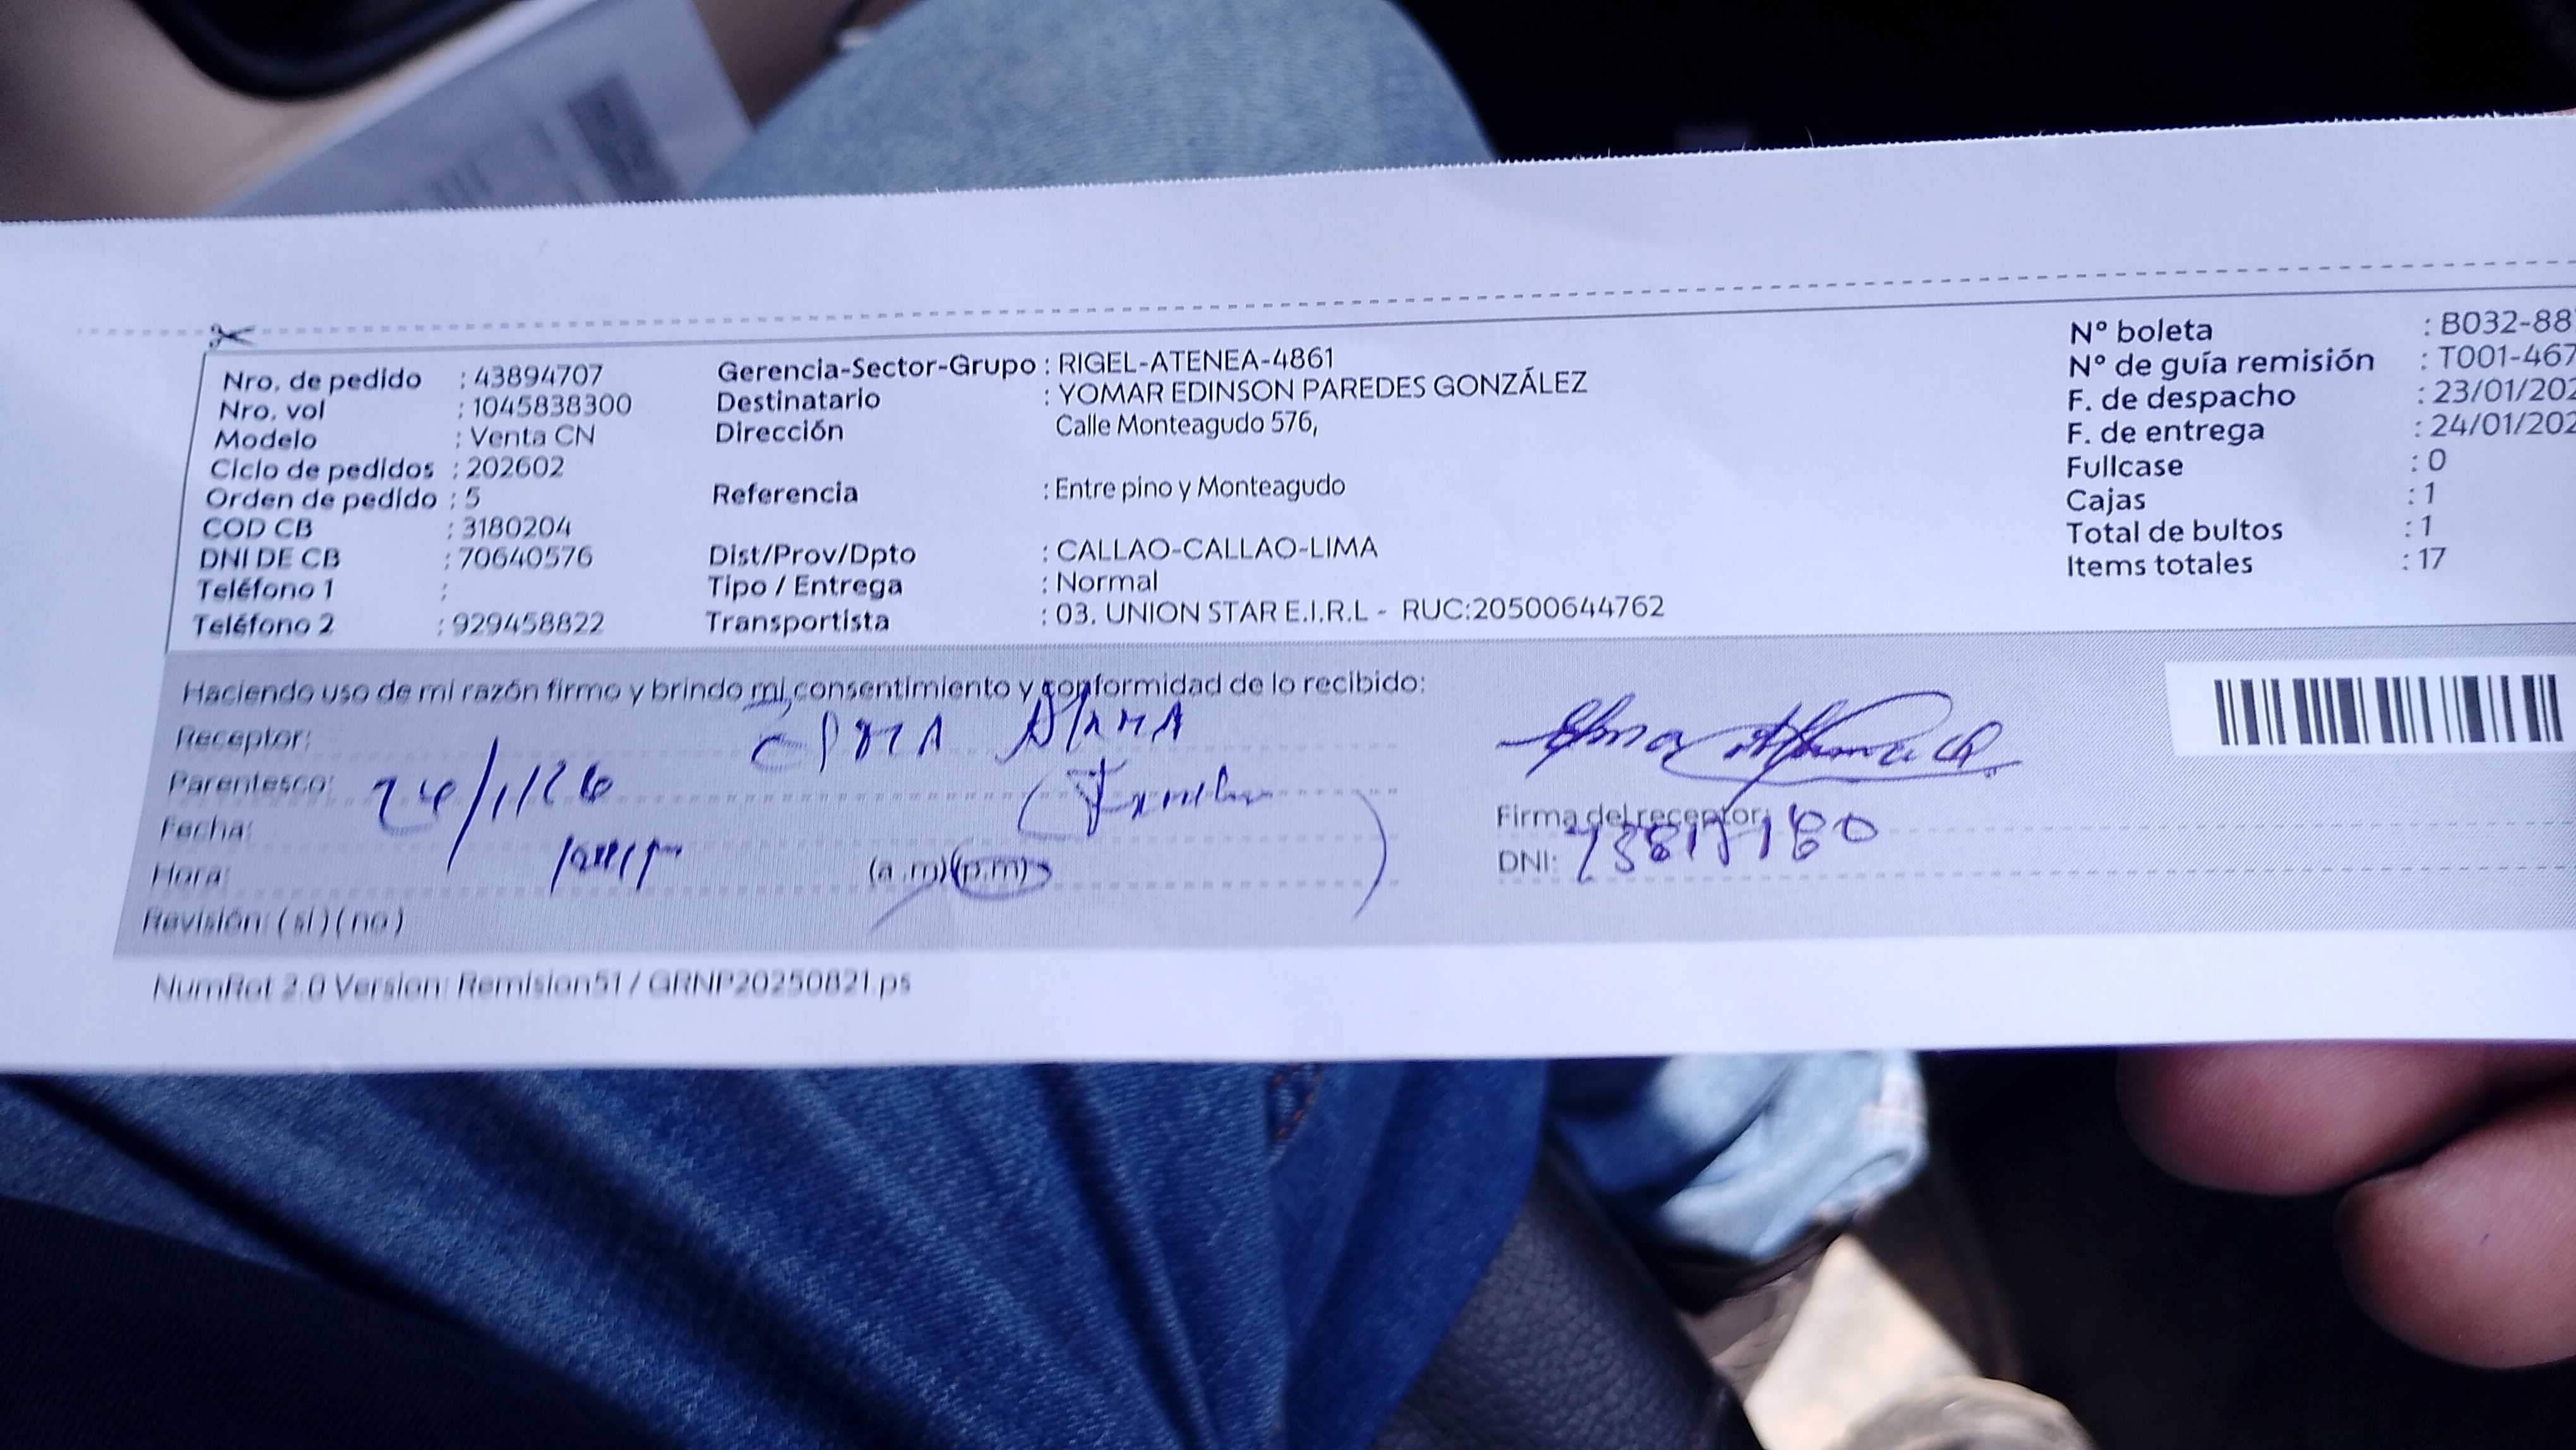 Nro. de pedido : 43894707
Nro. vol : 1045838300
Modelo : Venta CN
Ciclo de pedidos : 202602
Orden de pedido : 5
COD CB : 3180204
DNI DE CB : 70640576
Teléfono 1 :
Teléfono 2 : 929458822
Gerencia-Sector-Grupo : RIGEL-ATENEA-4861
Destinatario : YOMAR EDINSON PAREDES GONZÁLEZ
Dirección Calle Monteagudo 576,
Referencia : Entre pino y Monteagudo
Dist/Prov/Dpto : CALLAO-CALLAO-LIMA
Tipo / Entrega : Normal
Transportista : 03. UNION STAR E.I.R.L - RUC:20500644762
N° boleta : B032-88
N° de guía remisión : T001-467
F. de despacho : 23/01/202
F. de entrega : 24/01/202
Fullcase : 0
Cajas : 1
Total de bultos : 1
Items totales : 17
Haciendo uso de mi razón firmo y brindo mi consentimiento y conformidad de lo recibido:
Receptor:
Parentesco:
24/1/26
Fecha:
Hora: (a.m)(p.m)
Revisión: (si)(no)
Firma del receptor:
DNI:
NumRot 2.0 Version: Remision51 / GRNP20250821.ps